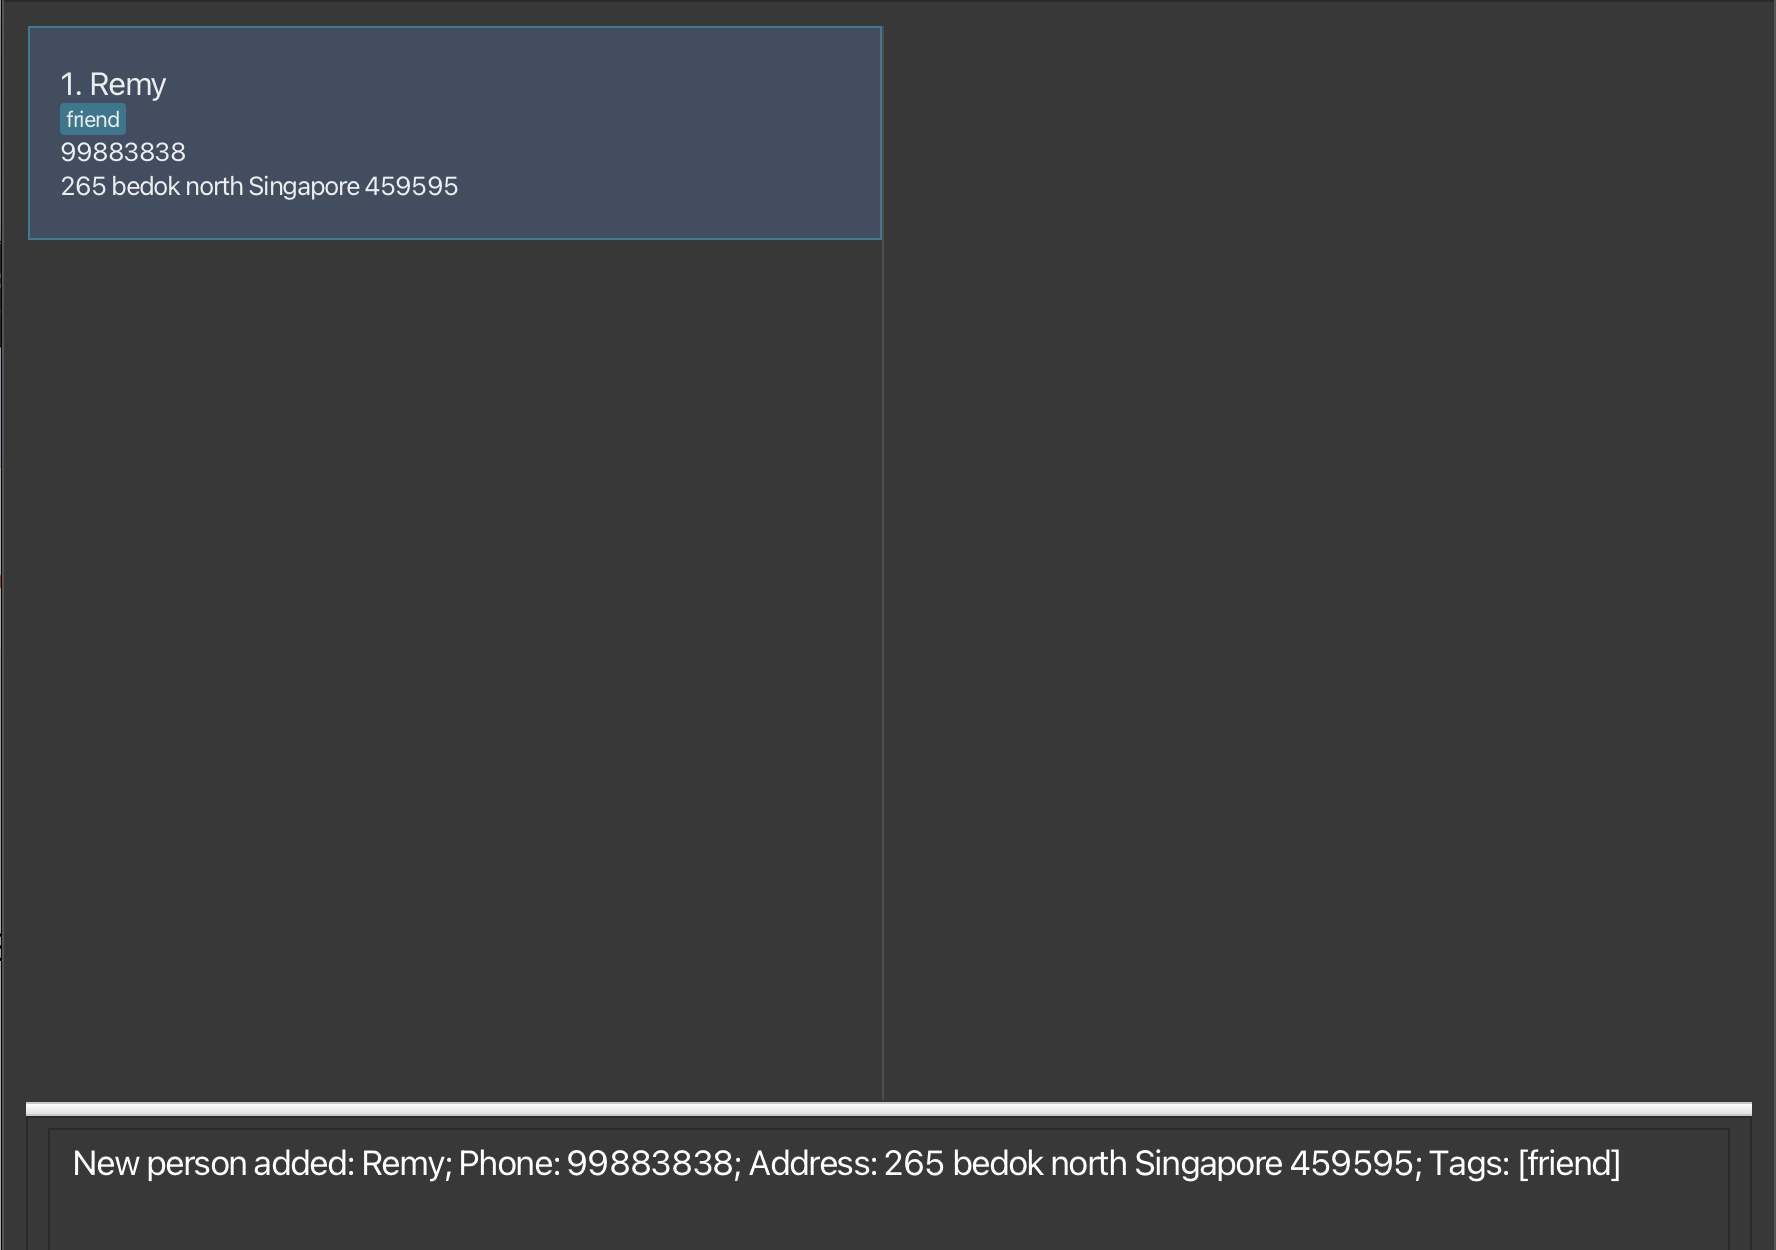 1. Remy
friend
99883838
265 bedok north Singapore 459595
New person added: Remy; Phone: 99883838; Address: 265 bedok north Singapore 459595; Tags: [friend]